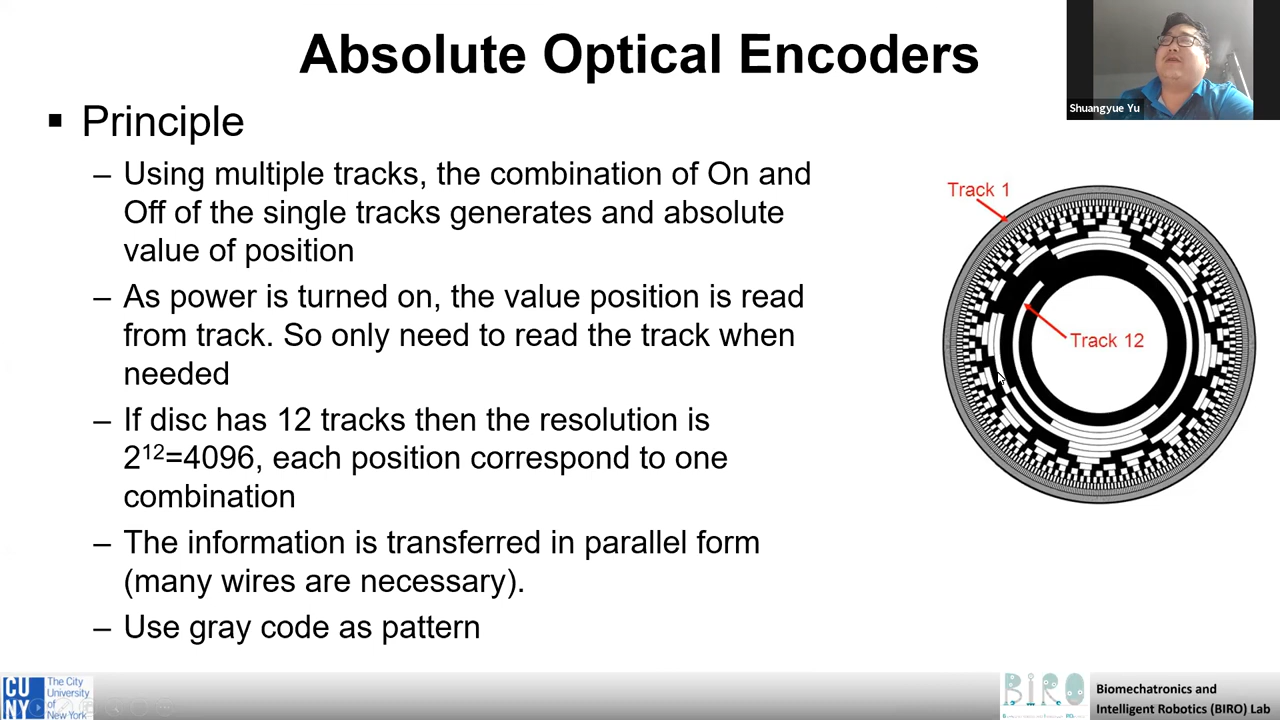 Absolute Optical Encoders
Shuangyue Yu
▪ Principle
– Using multiple tracks, the combination of On and
Off of the single tracks generates and absolute
value of position
– As power is turned on, the value position is read
from track. So only need to read the track when
needed
– If disc has 12 tracks then the resolution is
2¹²=4096, each position correspond to one
combination
– The information is transferred in parallel form
(many wires are necessary).
– Use gray code as pattern
Track 1
Track 12
CU
NY
The City
University
of
New York
BIRO
Biomechatronics and
Intelligent Robotics (BIRO) Lab